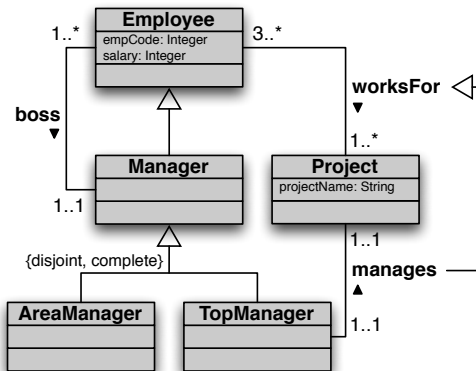 Employee
1..*
empCode: Integer
3..*
salary: Integer
worksFor
boss
1..*
Manager
Project
projectName: String
1..1
1..1
{disjoint, complete}
manages
AreaManager
TopManager
1..1